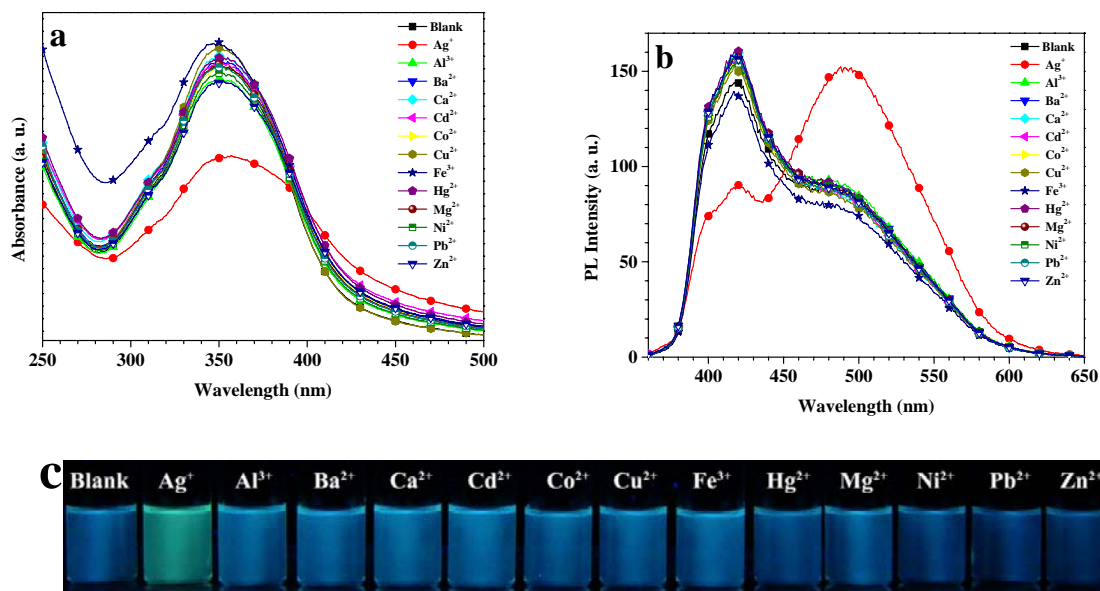 a
Absorbance (a. u.)
250 300 350 400 450 500
Wavelength (nm)
Blank
Ag⁺
Al³⁺
Ba²⁺
Ca²⁺
Cd²⁺
Co²⁺
Cu²⁺
Fe³⁺
Hg²⁺
Mg²⁺
Ni²⁺
Pb²⁺
Zn²⁺
b
PL Intensity (a. u.)
150
100
50
0
400 450 500 550 600 650
Wavelength (nm)
Blank
Ag⁺
Al³⁺
Ba²⁺
Ca²⁺
Cd²⁺
Co²⁺
Cu²⁺
Fe³⁺
Hg²⁺
Mg²⁺
Ni²⁺
Pb²⁺
Zn²⁺
c
Blank Ag⁺ Al³⁺ Ba²⁺ Ca²⁺ Cd²⁺ Co²⁺ Cu²⁺ Fe³⁺ Hg²⁺ Mg²⁺ Ni²⁺ Pb²⁺ Zn²⁺